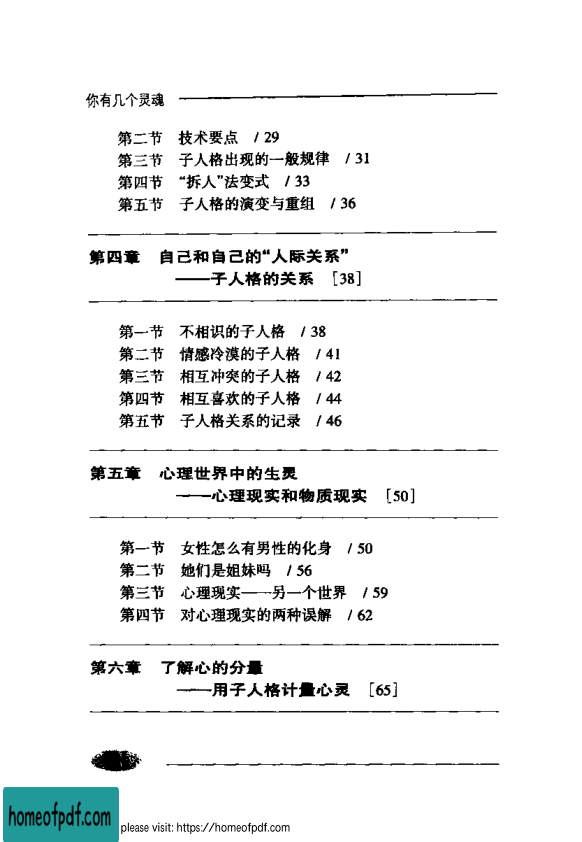 你有几个灵魂
第二节 技术要点 / 29
第三节 子人格出现的一般规律 / 31
第四节 “拆人”法变式 / 33
第五节 子人格的演变与重组 / 36
第四章 自己和自己的“人际关系”
——子人格的关系 [38]
第一节 不相识的子人格 / 38
第二节 情感冷漠的子人格 / 41
第三节 相互冲突的子人格 / 42
第四节 相互喜欢的子人格 / 44
第五节 子人格关系的记录 / 46
第五章 心理世界中的生灵
——心理现实和物质现实 [50]
第一节 女性怎么有男性的化身 / 50
第二节 她们是姐妹吗 / 56
第三节 心理现实——另一个世界 / 59
第四节 对心理现实的两种误解 / 62
第六章 了解心的分量
——用子人格计量心灵 [65]
homeofpdf.com
please visit: https://homeofpdf.com